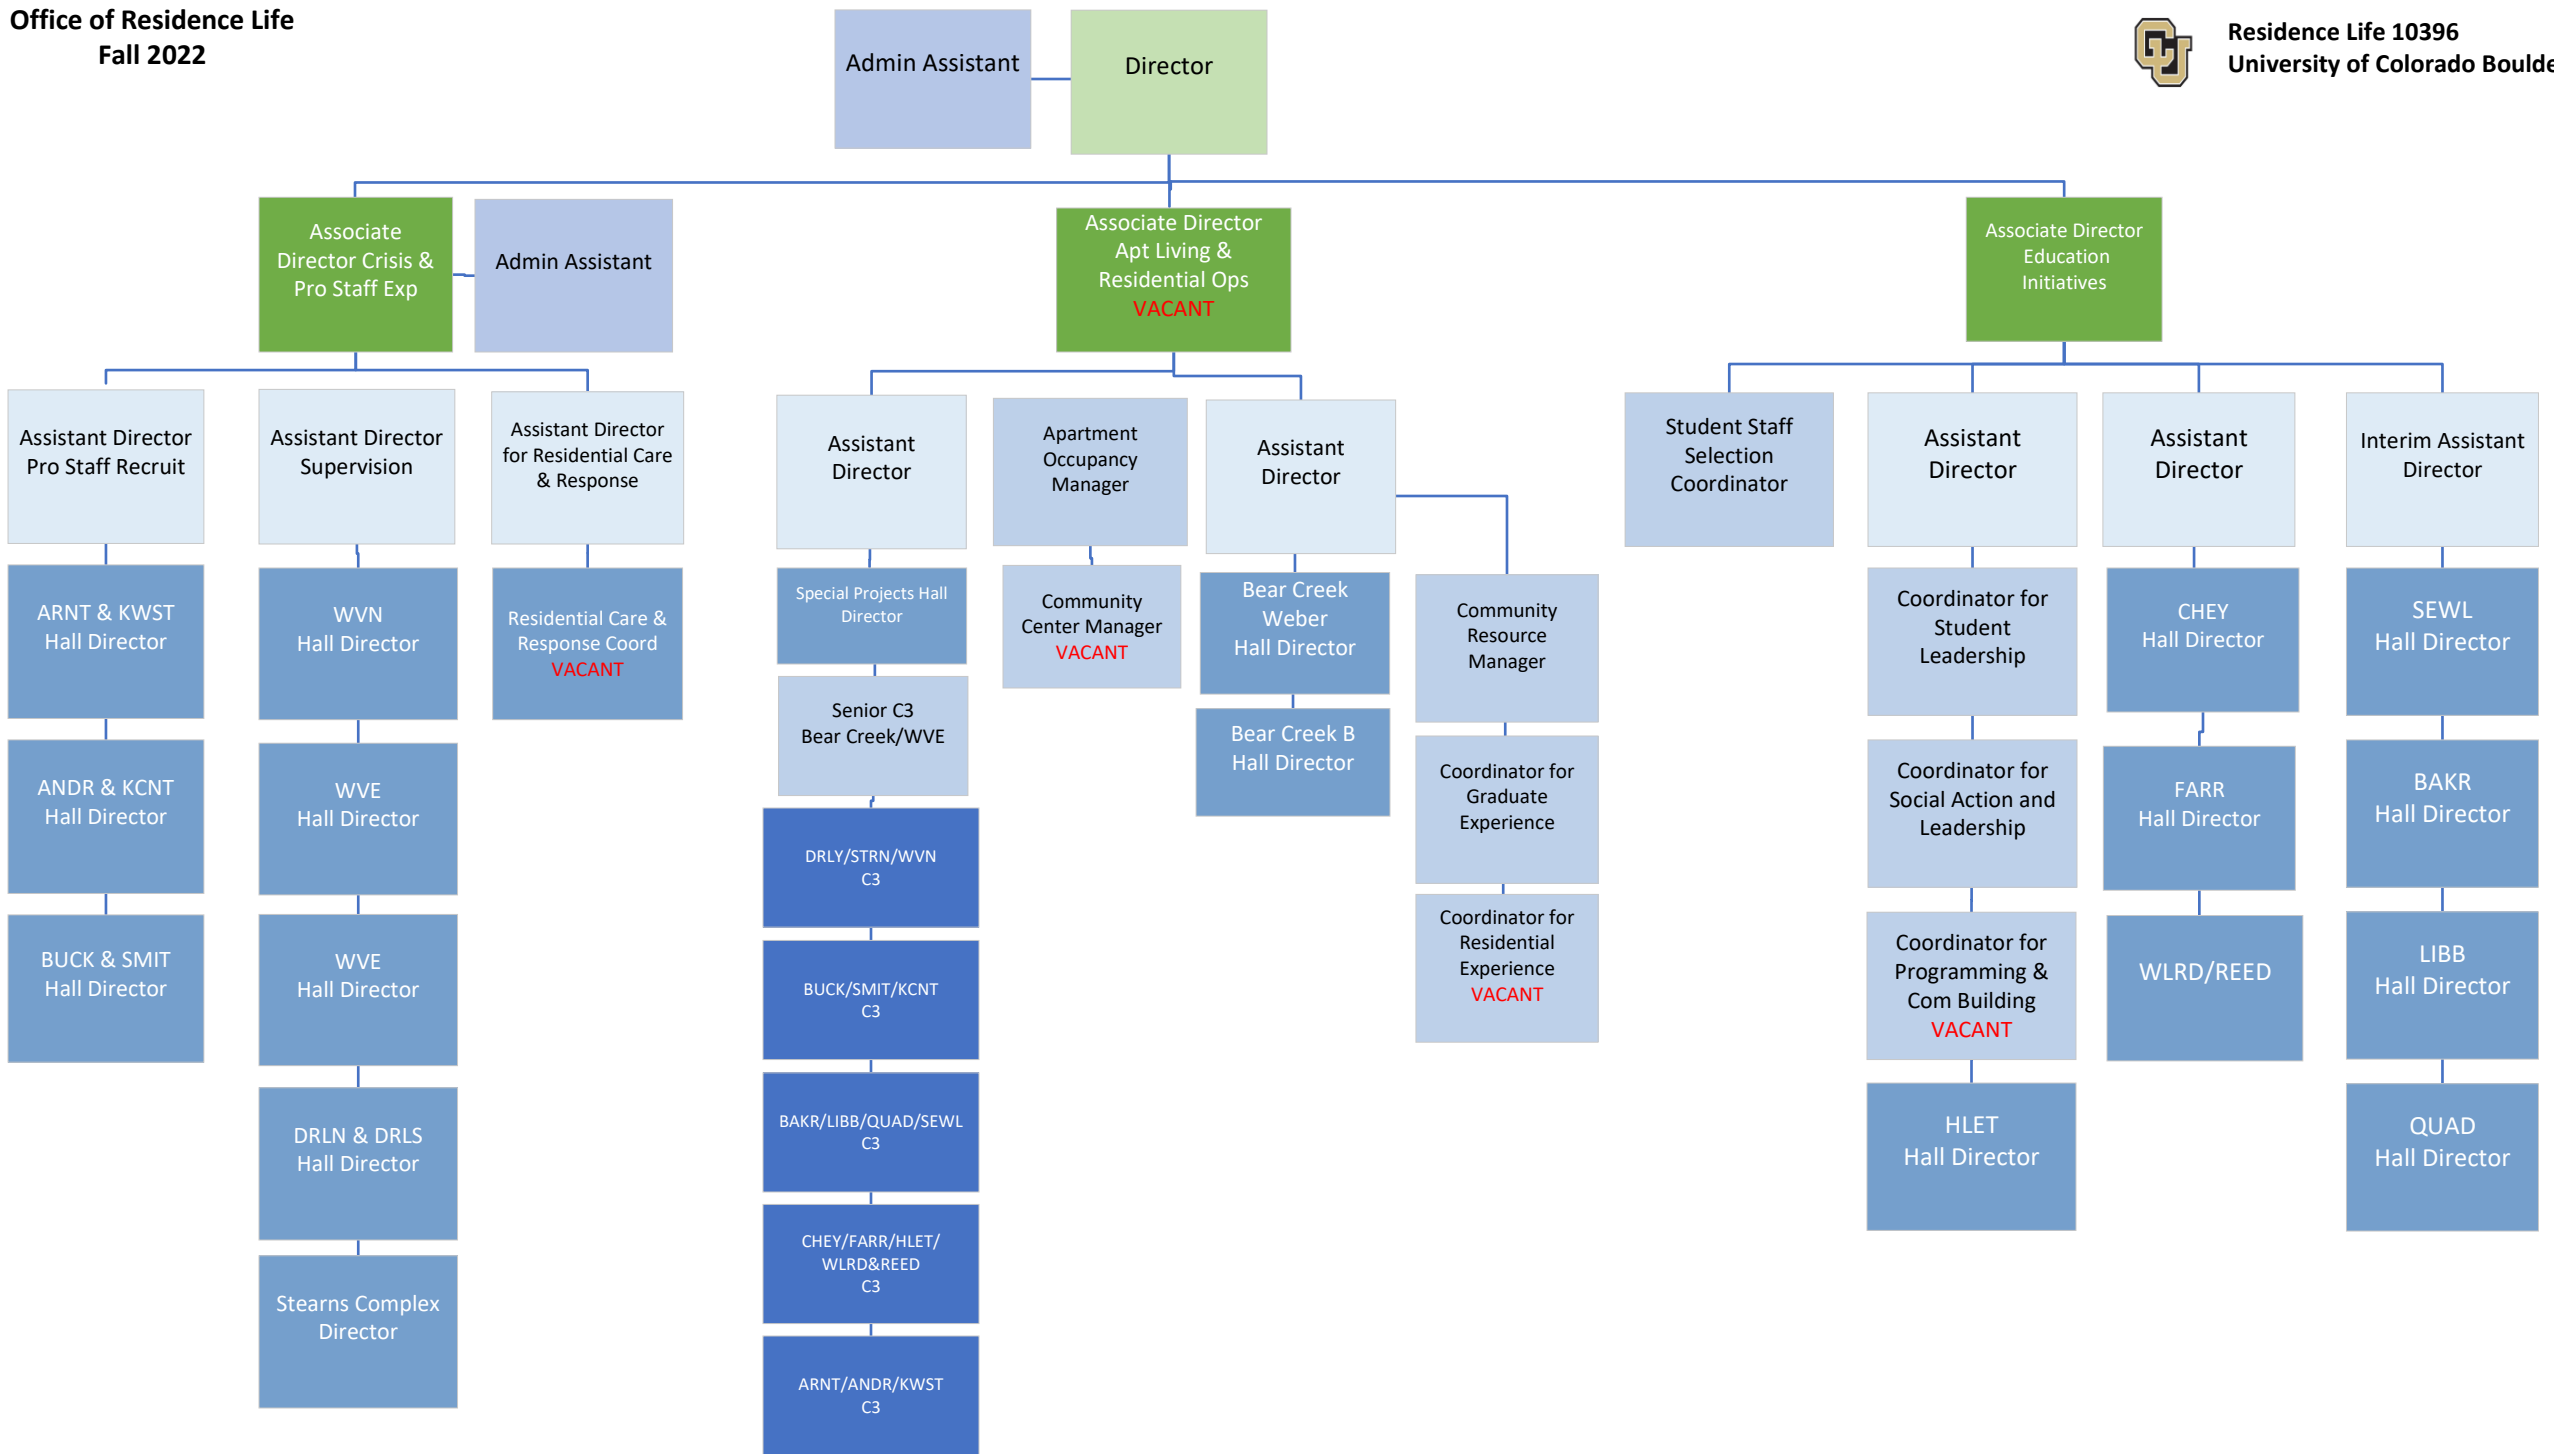 Office of Residence Life
Fall 2022
Admin Assistant
Director
CU
Residence Life 10396
University of Colorado Boulde
Associate
Director Crisis &
Pro Staff Exp
Admin Assistant
Associate Director
Apt Living &
Residential Ops
VACANT
Associate Director
Education
Initiatives
Assistant Director
Pro Staff Recruit
Assistant Director
Supervision
Assistant Director
for Residential Care
& Response
Assistant
Director
Apartment
Occupancy
Manager
Assistant
Director
Student Staff
Selection
Coordinator
Assistant
Director
Assistant
Director
Interim Assistant
Director
ARNT & KWST
Hall Director
ANDR & KCNT
Hall Director
BUCK & SMIT
Hall Director
WVN
Hall Director
WVE
Hall Director
WVE
Hall Director
DRLN & DRLS
Hall Director
Stearns Complex
Director
Residential Care &
Response Coord
VACANT
Special Projects Hall
Director
Senior C3
Bear Creek/WVE
DRLY/STRN/WVN
C3
BUCK/SMIT/KCNT
C3
BAKR/LIBB/QUAD/SEWL
C3
CHEY/FARR/HLET/
WLRD&REED
C3
ARNT/ANDR/KWST
C3
Community
Center Manager
VACANT
Bear Creek
Weber
Hall Director
Bear Creek B
Hall Director
Community
Resource
Manager
Coordinator for
Graduate
Experience
Coordinator for
Residential
Experience
VACANT
Coordinator for
Student
Leadership
Coordinator for
Social Action and
Leadership
Coordinator for
Programming &
Com Building
VACANT
HLET
Hall Director
CHEY
Hall Director
FARR
Hall Director
WLRD/REED
SEWL
Hall Director
BAKR
Hall Director
LIBB
Hall Director
QUAD
Hall Director